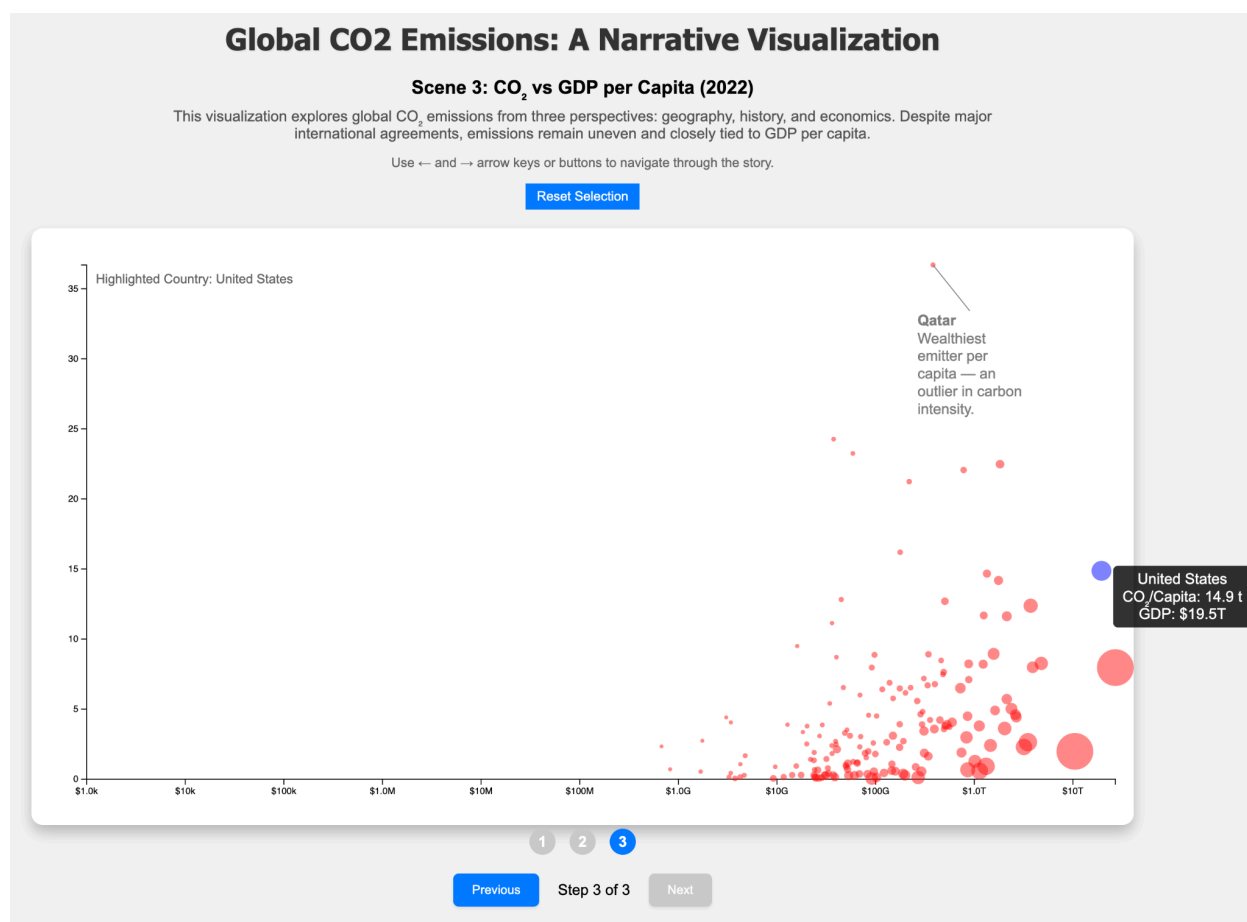 Global CO2 Emissions: A Narrative Visualization
Scene 3: CO₂ vs GDP per Capita (2022)
This visualization explores global CO₂ emissions from three perspectives: geography, history, and economics. Despite major
international agreements, emissions remain uneven and closely tied to GDP per capita.
Use ← and → arrow keys or buttons to navigate through the story.
Reset Selection
Highlighted Country: United States
35
30
25
20
15
10
5
0
Qatar
Wealthiest
emitter per
capita — an
outlier in carbon
intensity.
United States
CO₂/Capita: 14.9 t
GDP: $19.5T
$1.0k $10k $100k $1.0M $10M $100M $1.0G $10G $100G $1.0T $10T
1 2 3
Previous Step 3 of 3 Next